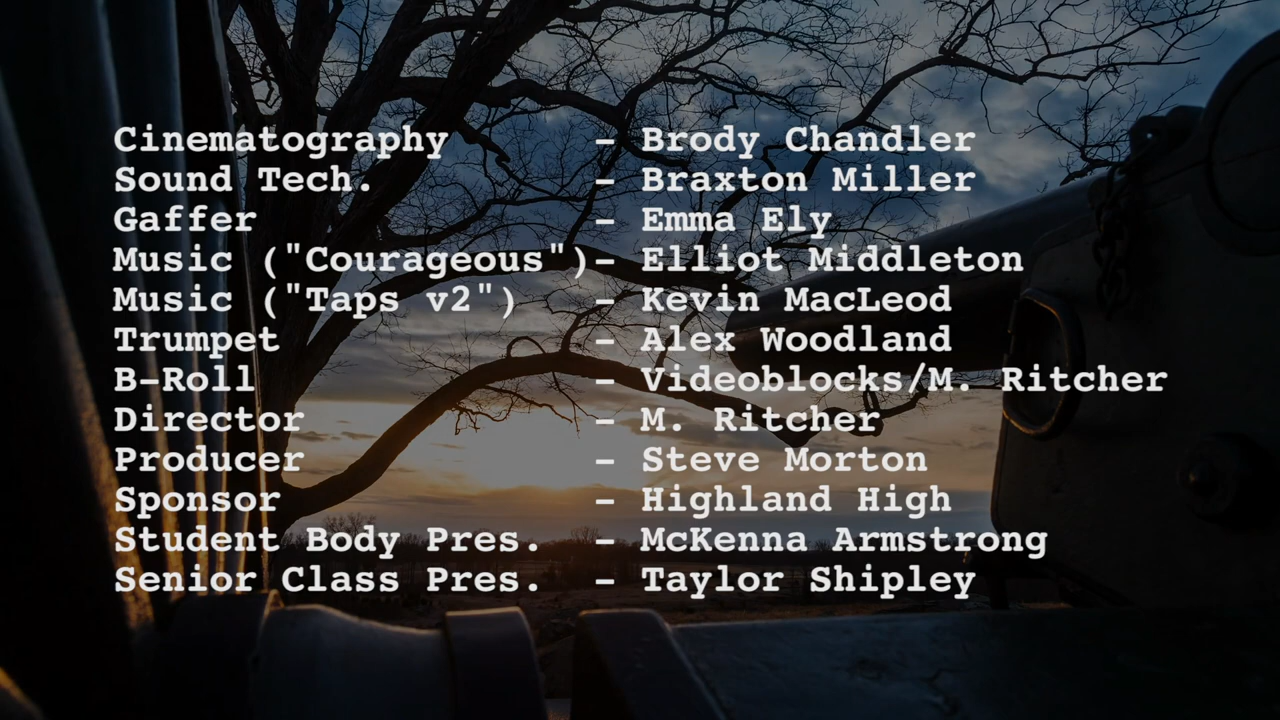 Cinematography - Brody Chandler
Sound Tech. - Braxton Miller
Gaffer - Emma Ely
Music ("Courageous")- Elliot Middleton
Music ("Taps v2") - Kevin MacLeod
Trumpet - Alex Woodland
B-Roll - Videoblocks/M. Ritcher
Director - M. Ritcher
Producer - Steve Morton
Sponsor - Highland High
Student Body Pres. - McKenna Armstrong
Senior Class Pres. - Taylor Shipley